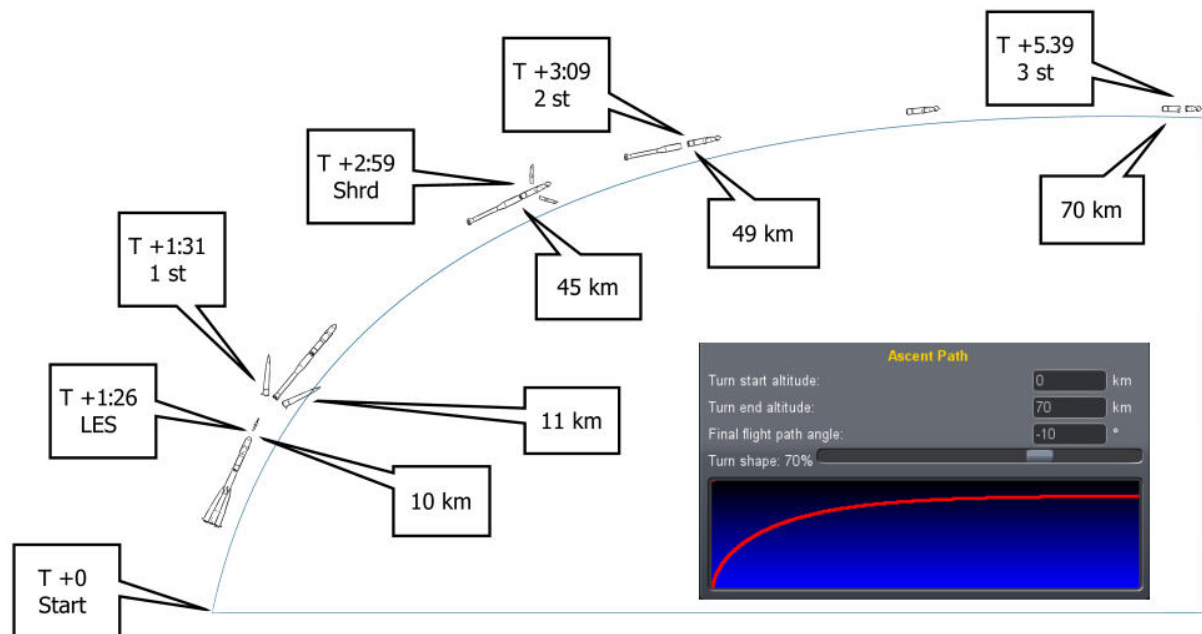 T +5.39
3 st
T +3:09
2 st
T +2:59
Shrd
70 km
49 km
T +1:31
1 st
45 km
Ascent Path
Turn start altitude: 0 km
Turn end altitude: 70 km
Final flight path angle: -10 °
Turn shape: 70%
T +1:26
LES
11 km
10 km
T +0
Start